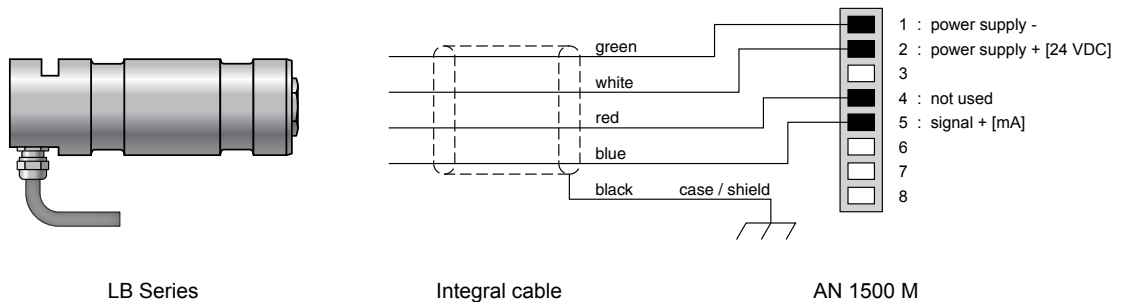 green
white
red
blue
black case / shield
1 : power supply -
2 : power supply + [24 VDC]
3
4 : not used
5 : signal + [mA]
6
7
8
LB Series
Integral cable
AN 1500 M